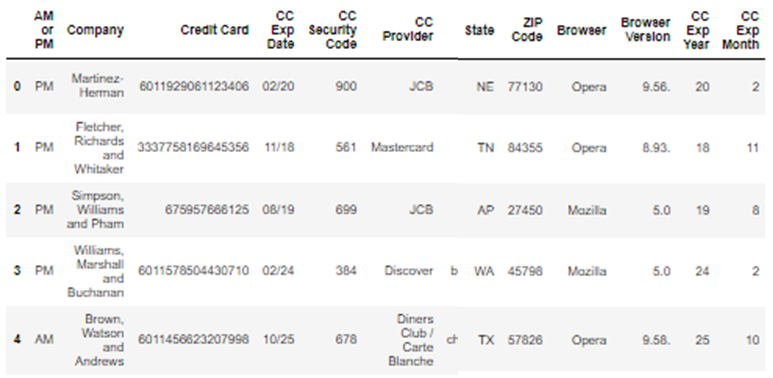 AM or PM Company Credit Card CC Exp Date CC Security Code CC Provider State ZIP Code Browser Browser Version CC Exp Year CC Exp Month
0 PM Martinez-Herman 6011929061123406 02/20 900 JCB NE 77130 Opera 9.56. 20 2
1 PM Fletcher, Richards and Whitaker 3337758169645356 11/18 561 Mastercard TN 84355 Opera 8.93. 18 11
2 PM Simpson, Williams and Pham 675957666125 08/19 699 JCB AP 27450 Mozilla 5.0 19 8
3 PM Williams, Marshall and Buchanan 6011578504430710 02/24 384 Discover b WA 45798 Mozilla 5.0 24 2
4 AM Brown, Watson and Andrews 6011456623207998 10/25 678 Diners Club / Carte Blanche ch TX 57826 Opera 9.58. 25 10